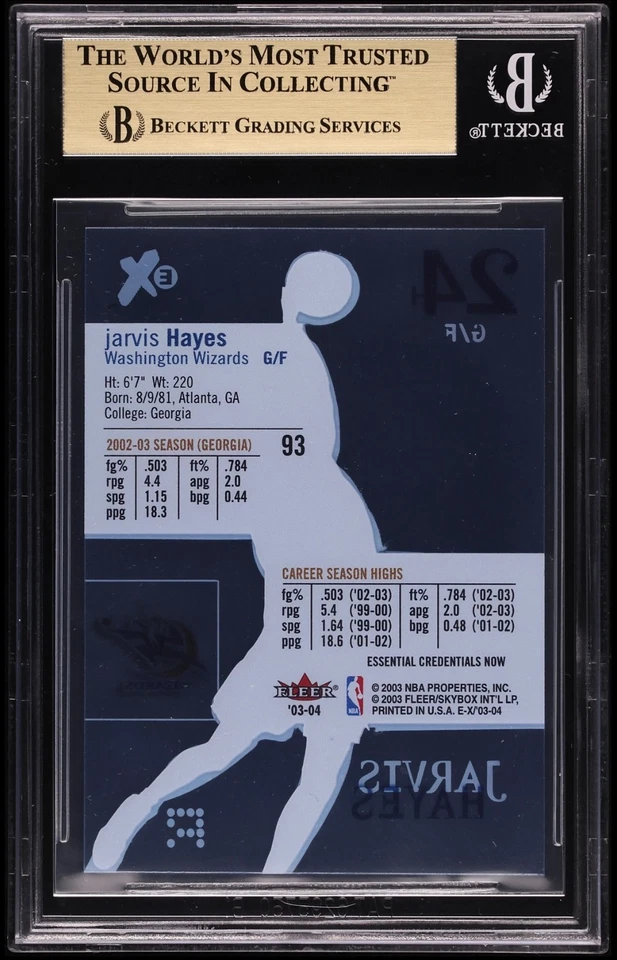 THE WORLD'S MOST TRUSTED
SOURCE IN COLLECTING™
B BECKETT GRADING SERVICES
B
BECKETT®
X E
24
G/F
jarvis Hayes
Washington Wizards G/F
Ht: 6'7" Wt: 220
Born: 8/9/81, Atlanta, GA
College: Georgia
2002-03 SEASON (GEORGIA) 93
fg% .503 ft% .784
rpg 4.4 apg 2.0
spg 1.15 bpg 0.44
ppg 18.3
CAREER SEASON HIGHS
fg% .503 ('02-03) ft% .784 ('02-03)
rpg 5.4 ('99-00) apg 2.0 ('02-03)
spg 1.64 ('99-00) bpg 0.48 ('01-02)
ppg 18.6 ('01-02)
ESSENTIAL CREDENTIALS NOW
FLEER
'03-04
NBA
© 2003 NBA PROPERTIES, INC.
© 2003 FLEER/SKYBOX INT'L LP,
PRINTED IN U.S.A. E-X/'03-04
JARVIS
HAYES
R